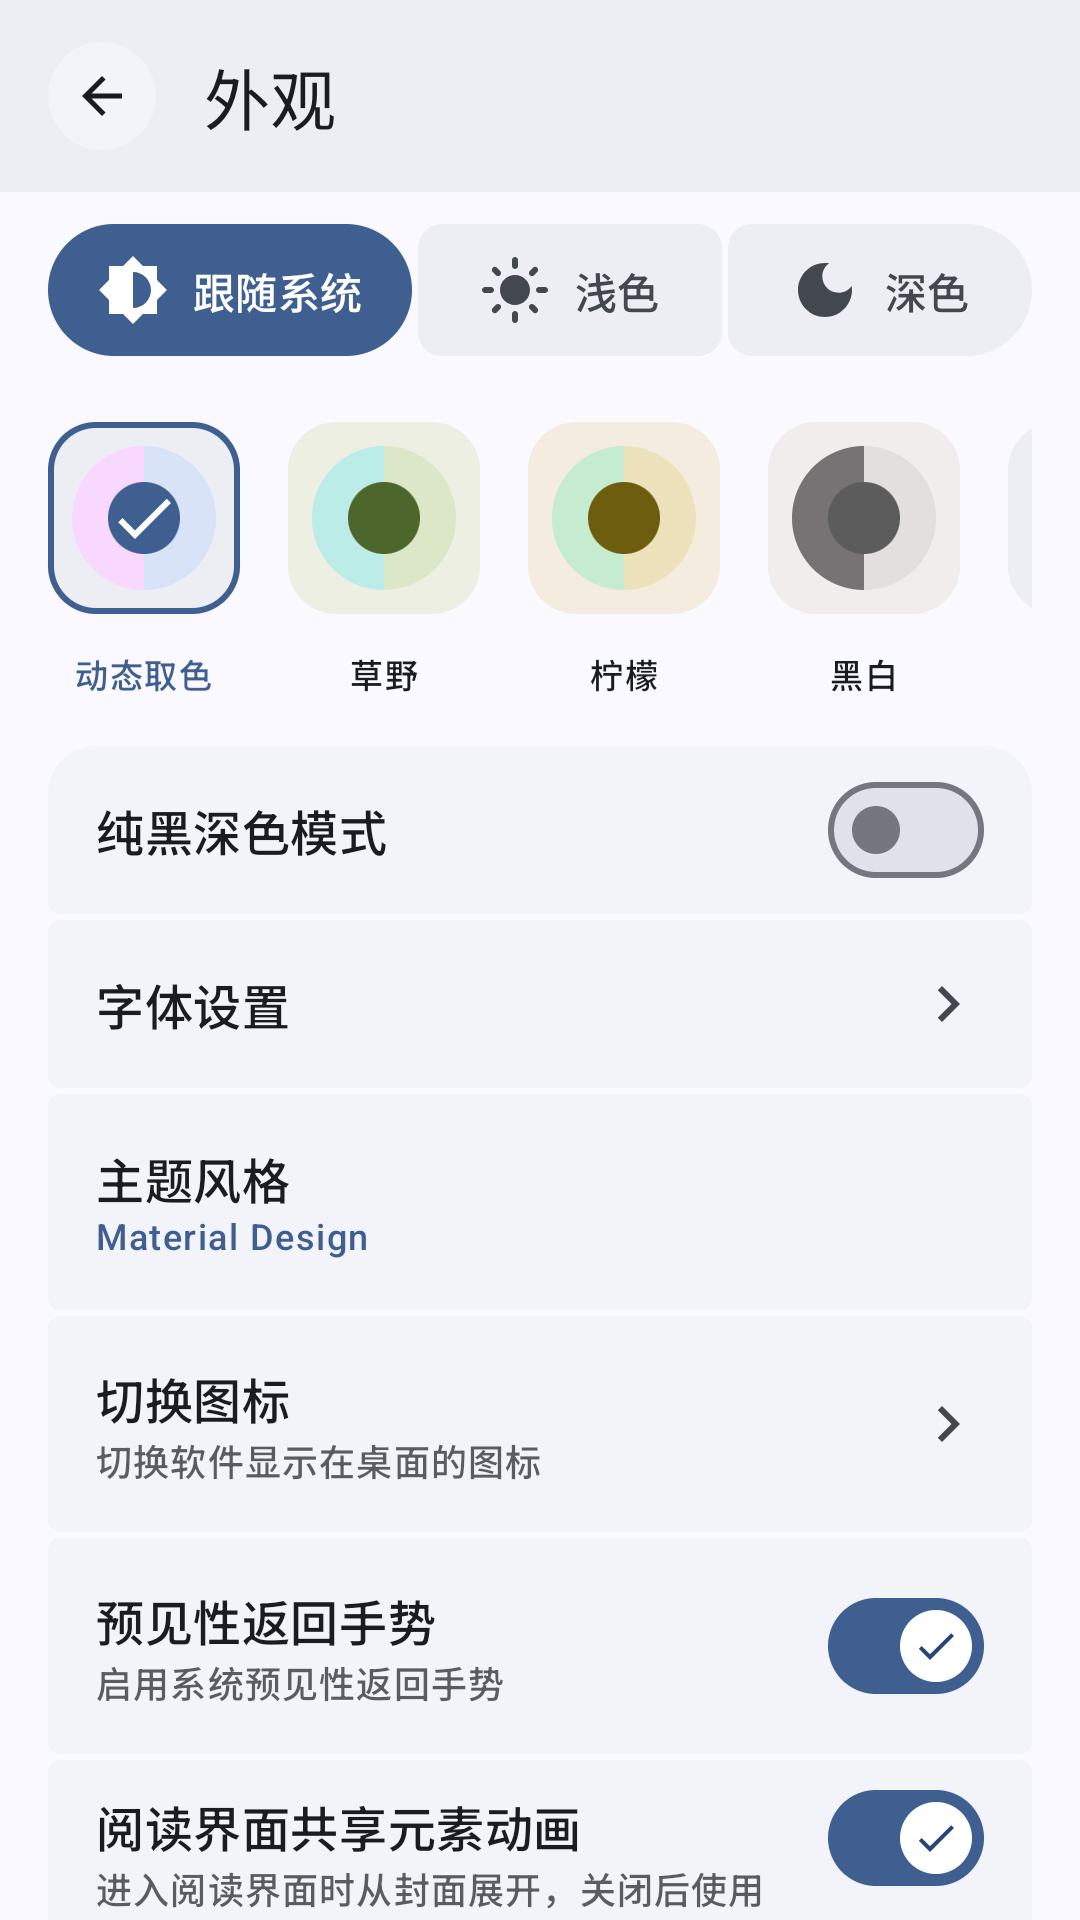 外观
跟随系统
浅色
深色
动态取色
草野
柠檬
黑白
纯黑深色模式
字体设置
主题风格
Material Design
切换图标
切换软件显示在桌面的图标
预见性返回手势
启用系统预见性返回手势
阅读界面共享元素动画
进入阅读界面时从封面展开，关闭后使用